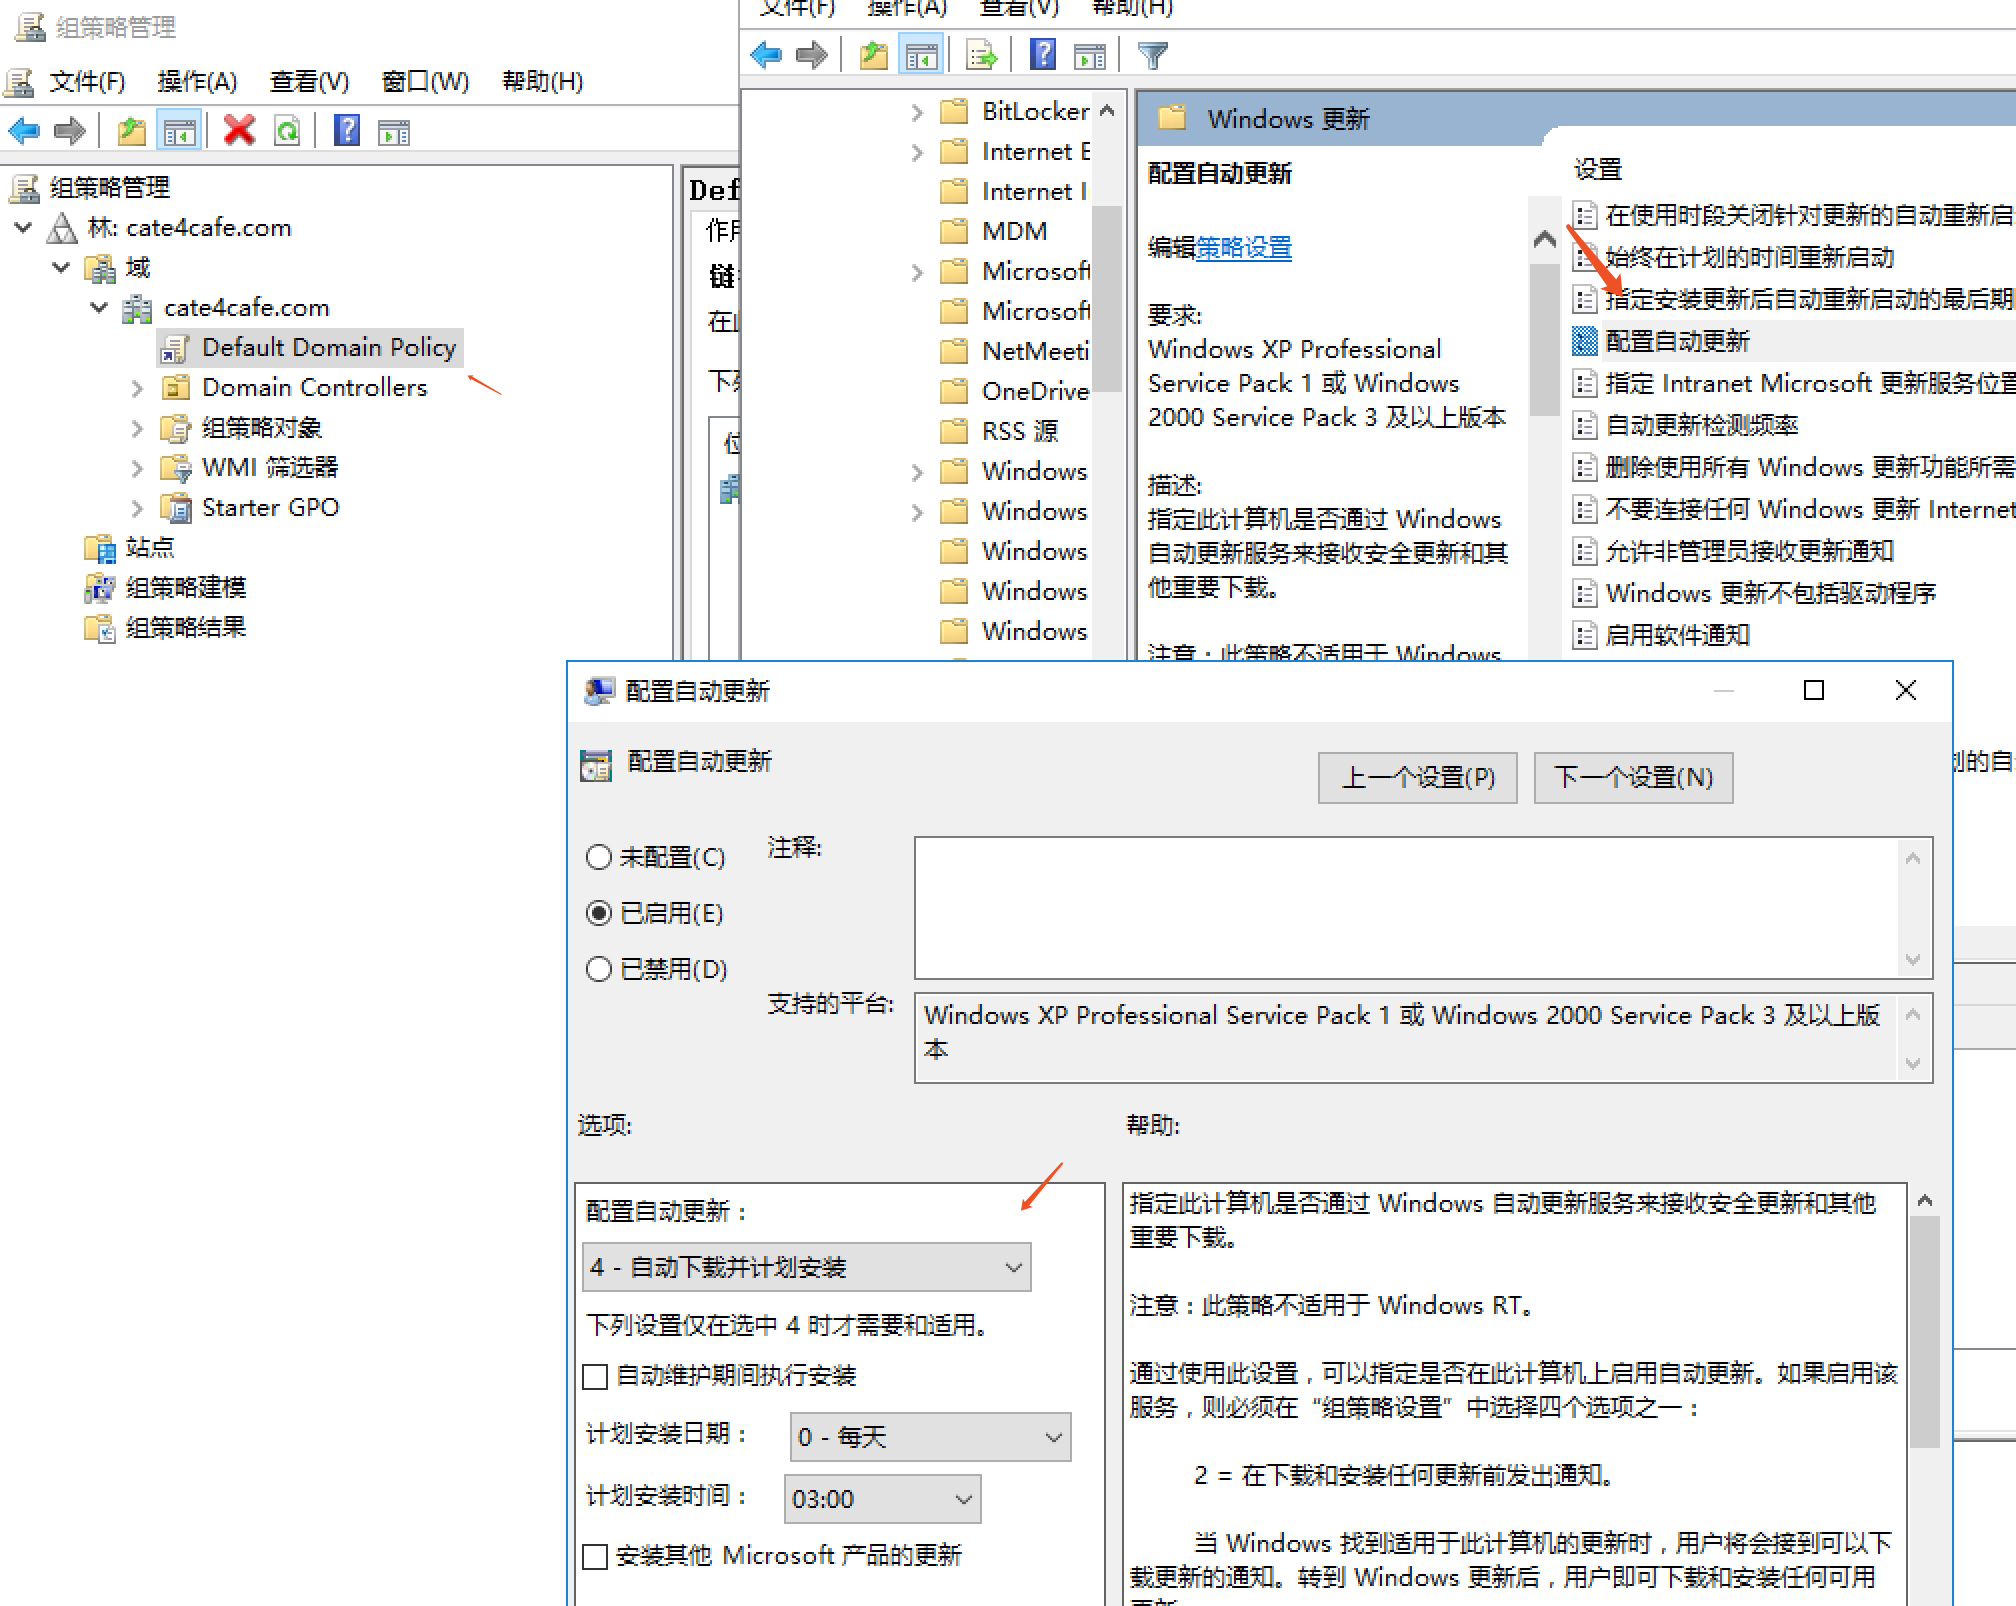 组策略管理
文件(F) 操作(A) 查看(V) 窗口(W) 帮助(H)
组策略管理
林: cate4cafe.com
域
cate4cafe.com
Default Domain Policy
Domain Controllers
组策略对象
WMI 筛选器
Starter GPO
站点
组策略建模
组策略结果
Def
作用
链
在此
下列
位
文件(F) 操作(A) 查看(V) 帮助(H)
BitLocker
Internet E
Internet I
MDM
Microsoft
Microsoft
NetMeeti
OneDrive
RSS 源
Windows
Windows
Windows
Windows
Windows
Windows 更新
配置自动更新
编辑策略设置
要求:
Windows XP Professional
Service Pack 1 或 Windows
2000 Service Pack 3 及以上版本
描述:
指定此计算机是否通过 Windows
自动更新服务来接收安全更新和其
他重要下载。
注意：此策略不适用于 Windows
设置
在使用时段关闭针对更新的自动重新启
始终在计划的时间重新启动
指定安装更新后自动重新启动的最后期
配置自动更新
指定 Intranet Microsoft 更新服务位置
自动更新检测频率
删除使用所有 Windows 更新功能所需
不要连接任何 Windows 更新 Internet
允许非管理员接收更新通知
Windows 更新不包括驱动程序
启用软件通知
划的自
配置自动更新
配置自动更新
上一个设置(P) 下一个设置(N)
未配置(C)
已启用(E)
已禁用(D)
注释:
支持的平台:
Windows XP Professional Service Pack 1 或 Windows 2000 Service Pack 3 及以上版
本
选项:
配置自动更新：
4 - 自动下载并计划安装
下列设置仅在选中 4 时才需要和适用。
自动维护期间执行安装
计划安装日期： 0 - 每天
计划安装时间： 03:00
安装其他 Microsoft 产品的更新
帮助:
指定此计算机是否通过 Windows 自动更新服务来接收安全更新和其他
重要下载。
注意：此策略不适用于 Windows RT。
通过使用此设置，可以指定是否在此计算机上启用自动更新。如果启用该
服务，则必须在“组策略设置”中选择四个选项之一：
2 = 在下载和安装任何更新前发出通知。
当 Windows 找到适用于此计算机的更新时，用户将会接到可以下
载更新的通知。转到 Windows 更新后，用户即可下载和安装任何可用